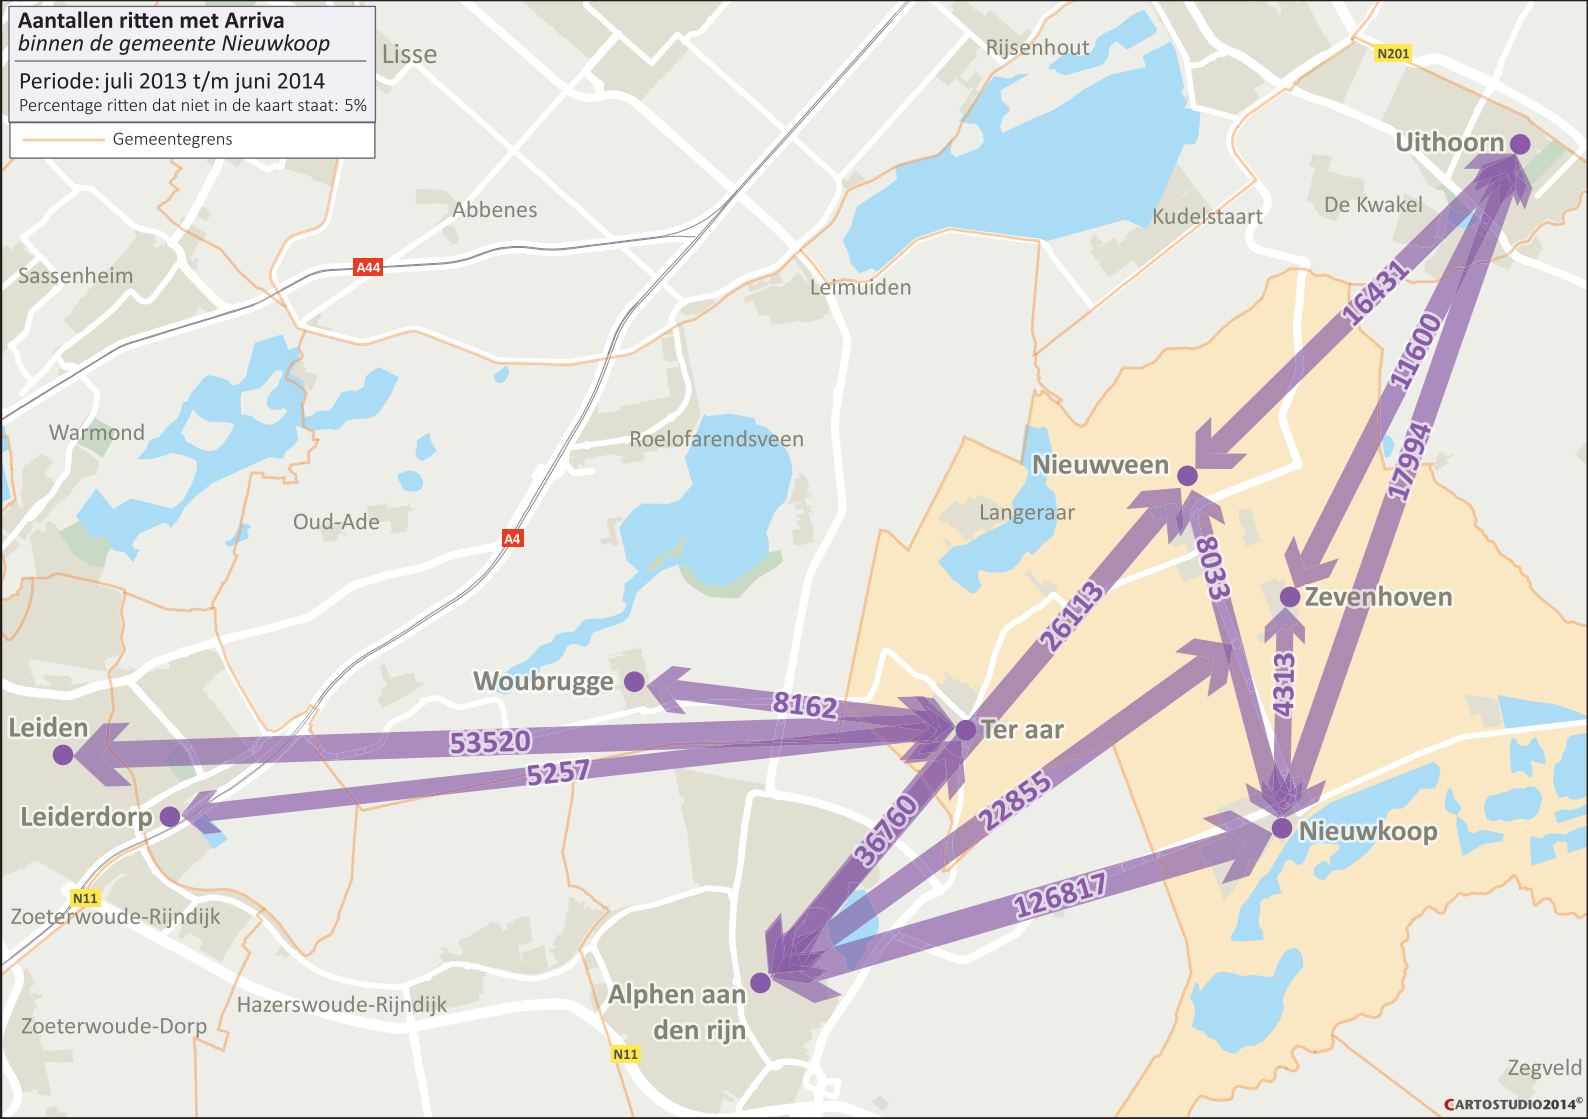 Aantallen ritten met Arriva
binnen de gemeente Nieuwkoop
Periode: juli 2013 t/m juni 2014
Percentage ritten dat niet in de kaart staat: 5%
Gemeentegrens
Lisse
Rijsenhout
N201
Uithoorn
De Kwakel
Kudelstaart
Abbenes
A44
Sassenheim
Leimuiden
16431
11600
Warmond
Roelofarendsveen
17994
Nieuwveen
Langeraar
Oud-Ade
A4
8033
Zevenhoven
26113
Woubrugge
8162
4313
Leiden
53520
Ter aar
5257
Leiderdorp
36760
22855
Nieuwkoop
126817
N11
Zoeterwoude-Rijndijk
Alphen aan
den rijn
Hazerswoude-Rijndijk
Zoeterwoude-Dorp
N11
Zegveld
CARTOSTUDIO2014©